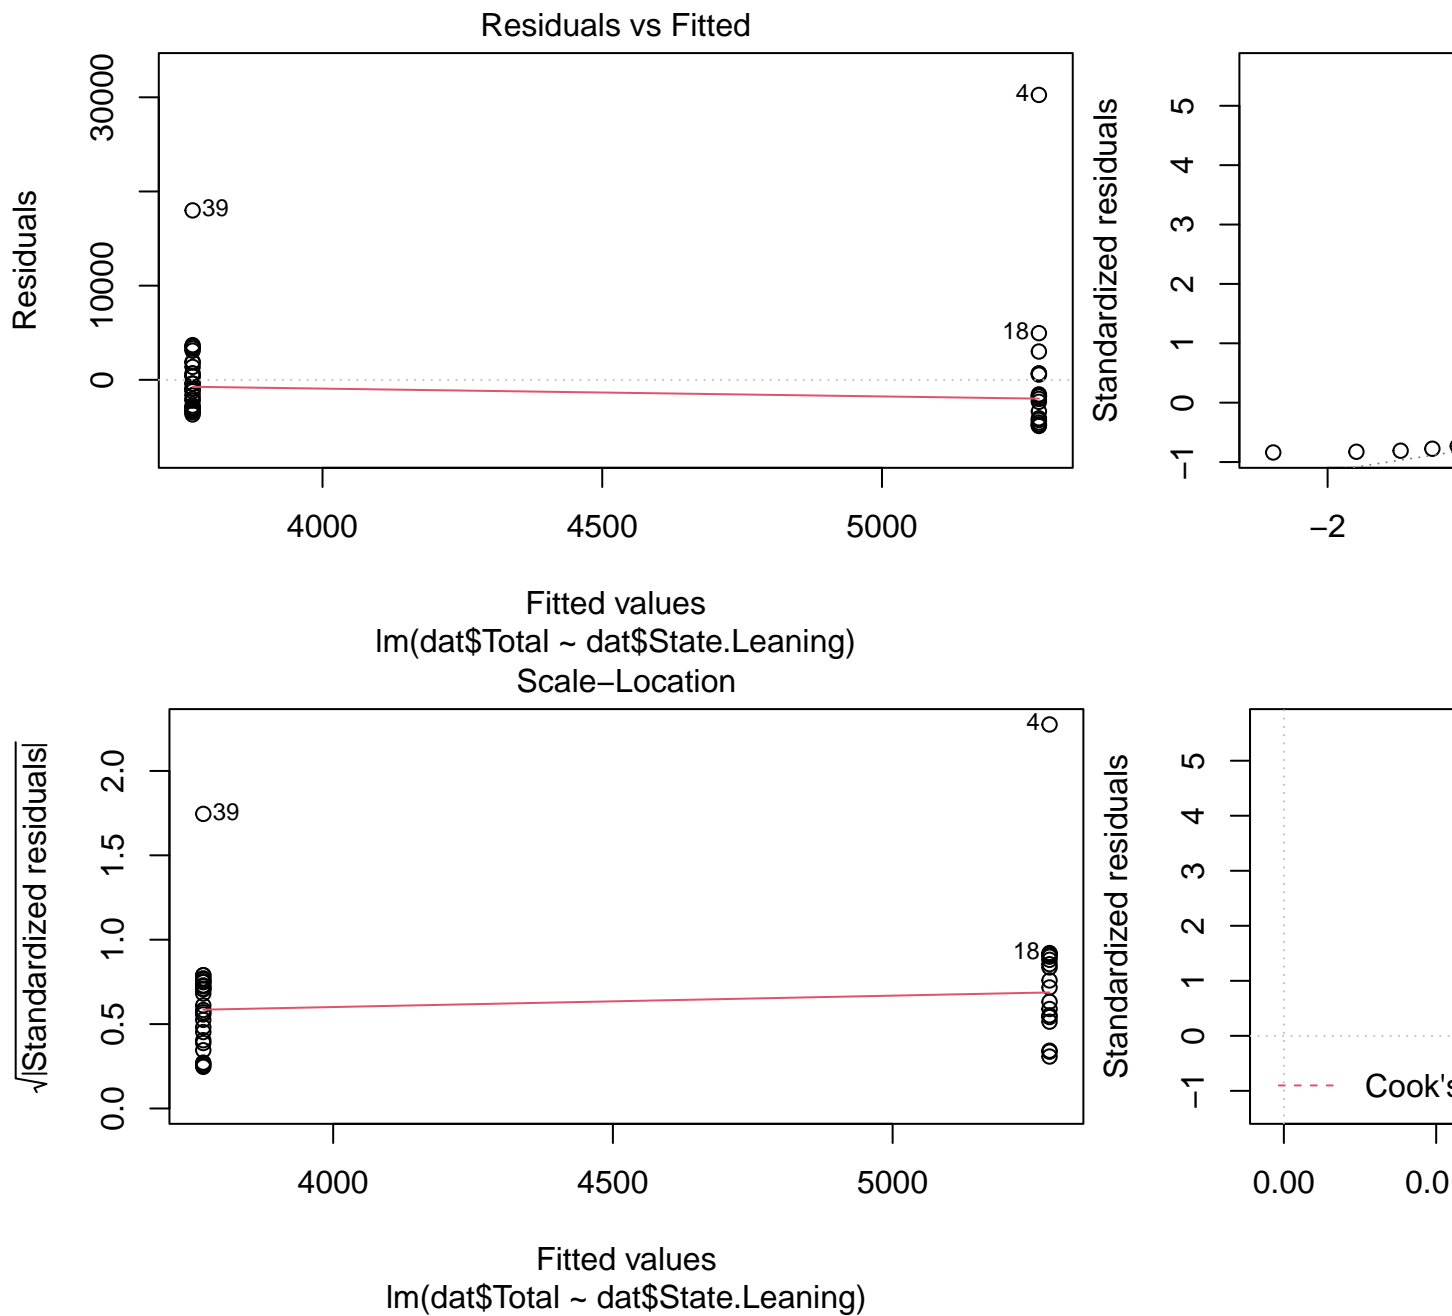 Residuals vs Fitted
Residuals
30000
10000
0
4
39
18
4000 4500 5000
Fitted values
lm(dat$Total ~ dat$State.Leaning)
Standardized residuals
5
4
3
2
1
0
−1
−2
Scale−Location
√|Standardized residuals|
2.0
1.5
1.0
0.5
0.0
4
39
18
4000 4500 5000
Fitted values
lm(dat$Total ~ dat$State.Leaning)
Standardized residuals
5
4
3
2
1
0
−1
Cook's
0.00 0.0